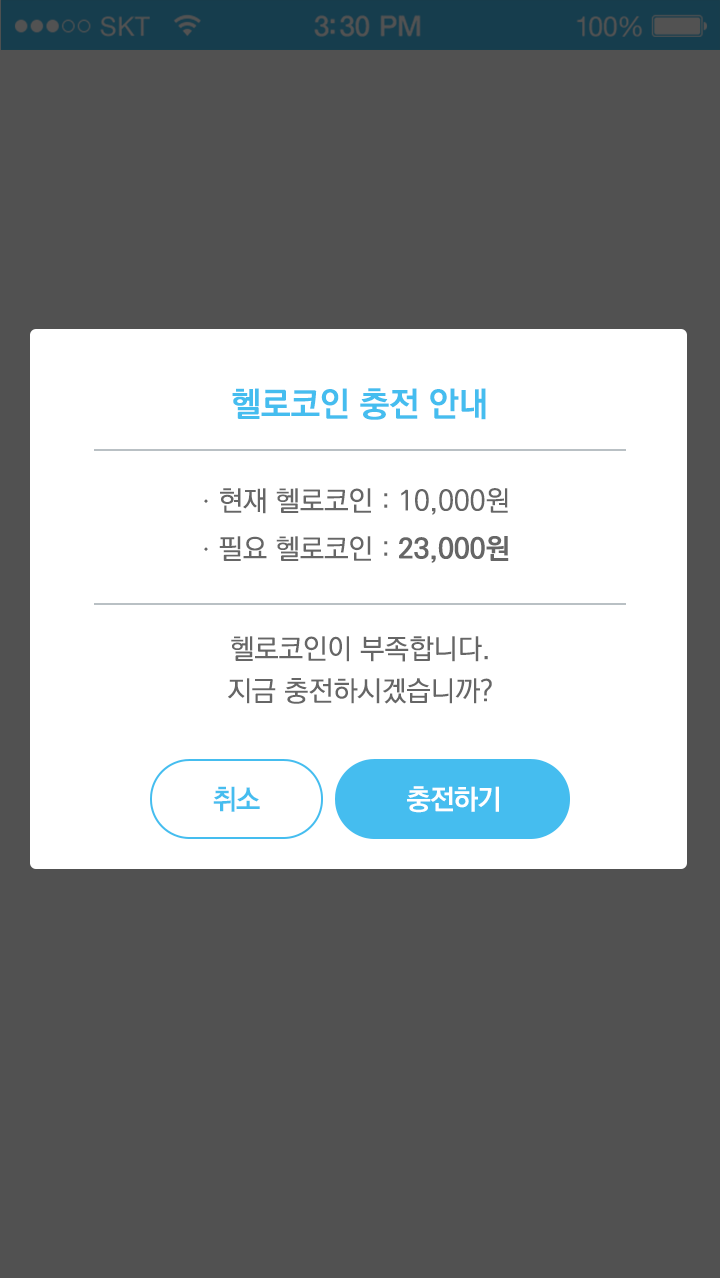 SKT 3:30 PM 100%
헬로코인 충전 안내
· 현재 헬로코인 : 10,000원
· 필요 헬로코인 : 23,000원
헬로코인이 부족합니다.
지금 충전하시겠습니까?
취소 충전하기